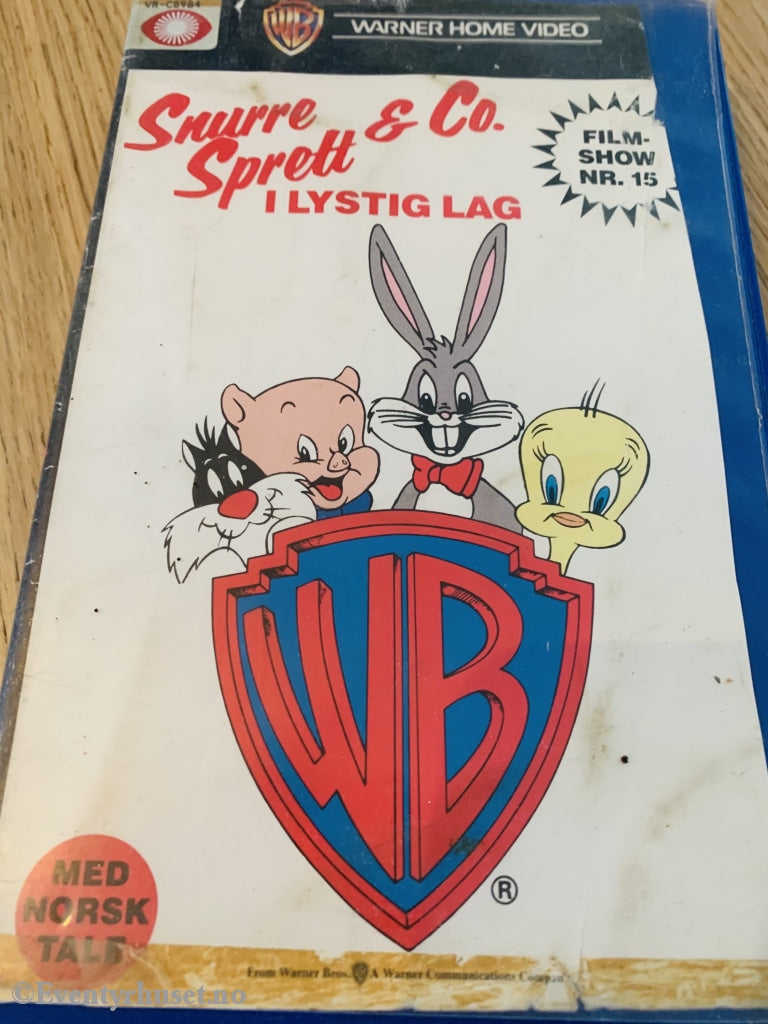 VR-C8984
WB WARNER HOME VIDEO
Snurre
Sprett & Co.
I LYSTIG LAG
FILM-
SHOW
NR. 15
WB
®
MED
NORSK
TALE
From Warner Bros. A Warner Communications Company
©Eventyrhuset.no